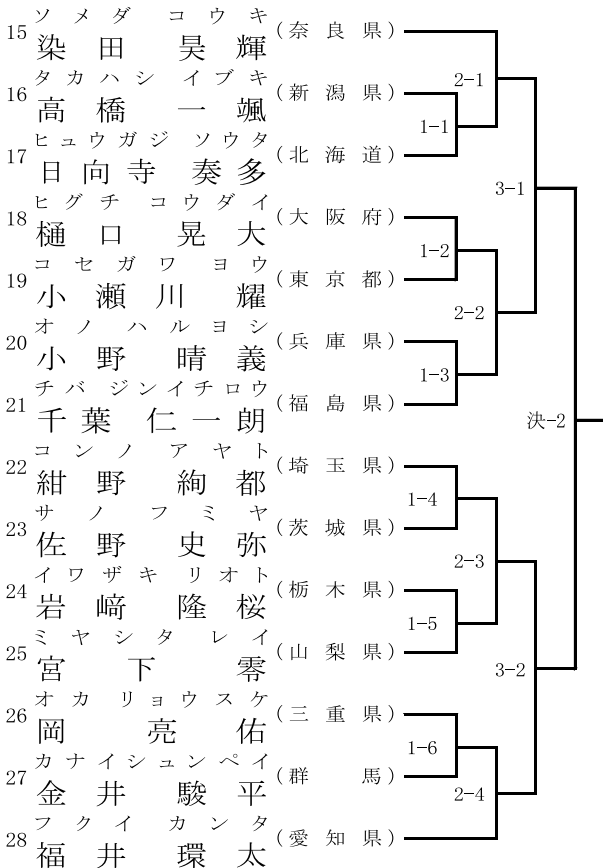 ソメダ コウキ
15 染田 昊輝 (奈良県)
タカハシ イブキ
16 高橋 一颯 (新潟県)
2-1
1-1
ヒュウガジ ソウタ
17 日向寺 奏多 (北海道)
3-1
ヒグチ コウダイ
18 樋口 晃大 (大阪府)
1-2
コセガワ ヨウ
19 小瀬川 耀 (東京都)
2-2
オノ ハルヨシ
20 小野 晴義 (兵庫県)
1-3
チバ ジンイチロウ
21 千葉 仁一朗 (福島県)
決-2
コンノ アヤト
22 紺野 絢都 (埼玉県)
1-4
サノ フミヤ
23 佐野 史弥 (茨城県)
2-3
イワザキ リオト
24 岩﨑 隆桜 (栃木県)
1-5
ミヤシタ レイ
25 宮下 零 (山梨県)
3-2
オカ リョウスケ
26 岡 亮佑 (三重県)
1-6
カナイ シュンペイ
27 金井 駿平 (群馬)
2-4
フクイ カンタ
28 福井 環太 (愛知県)